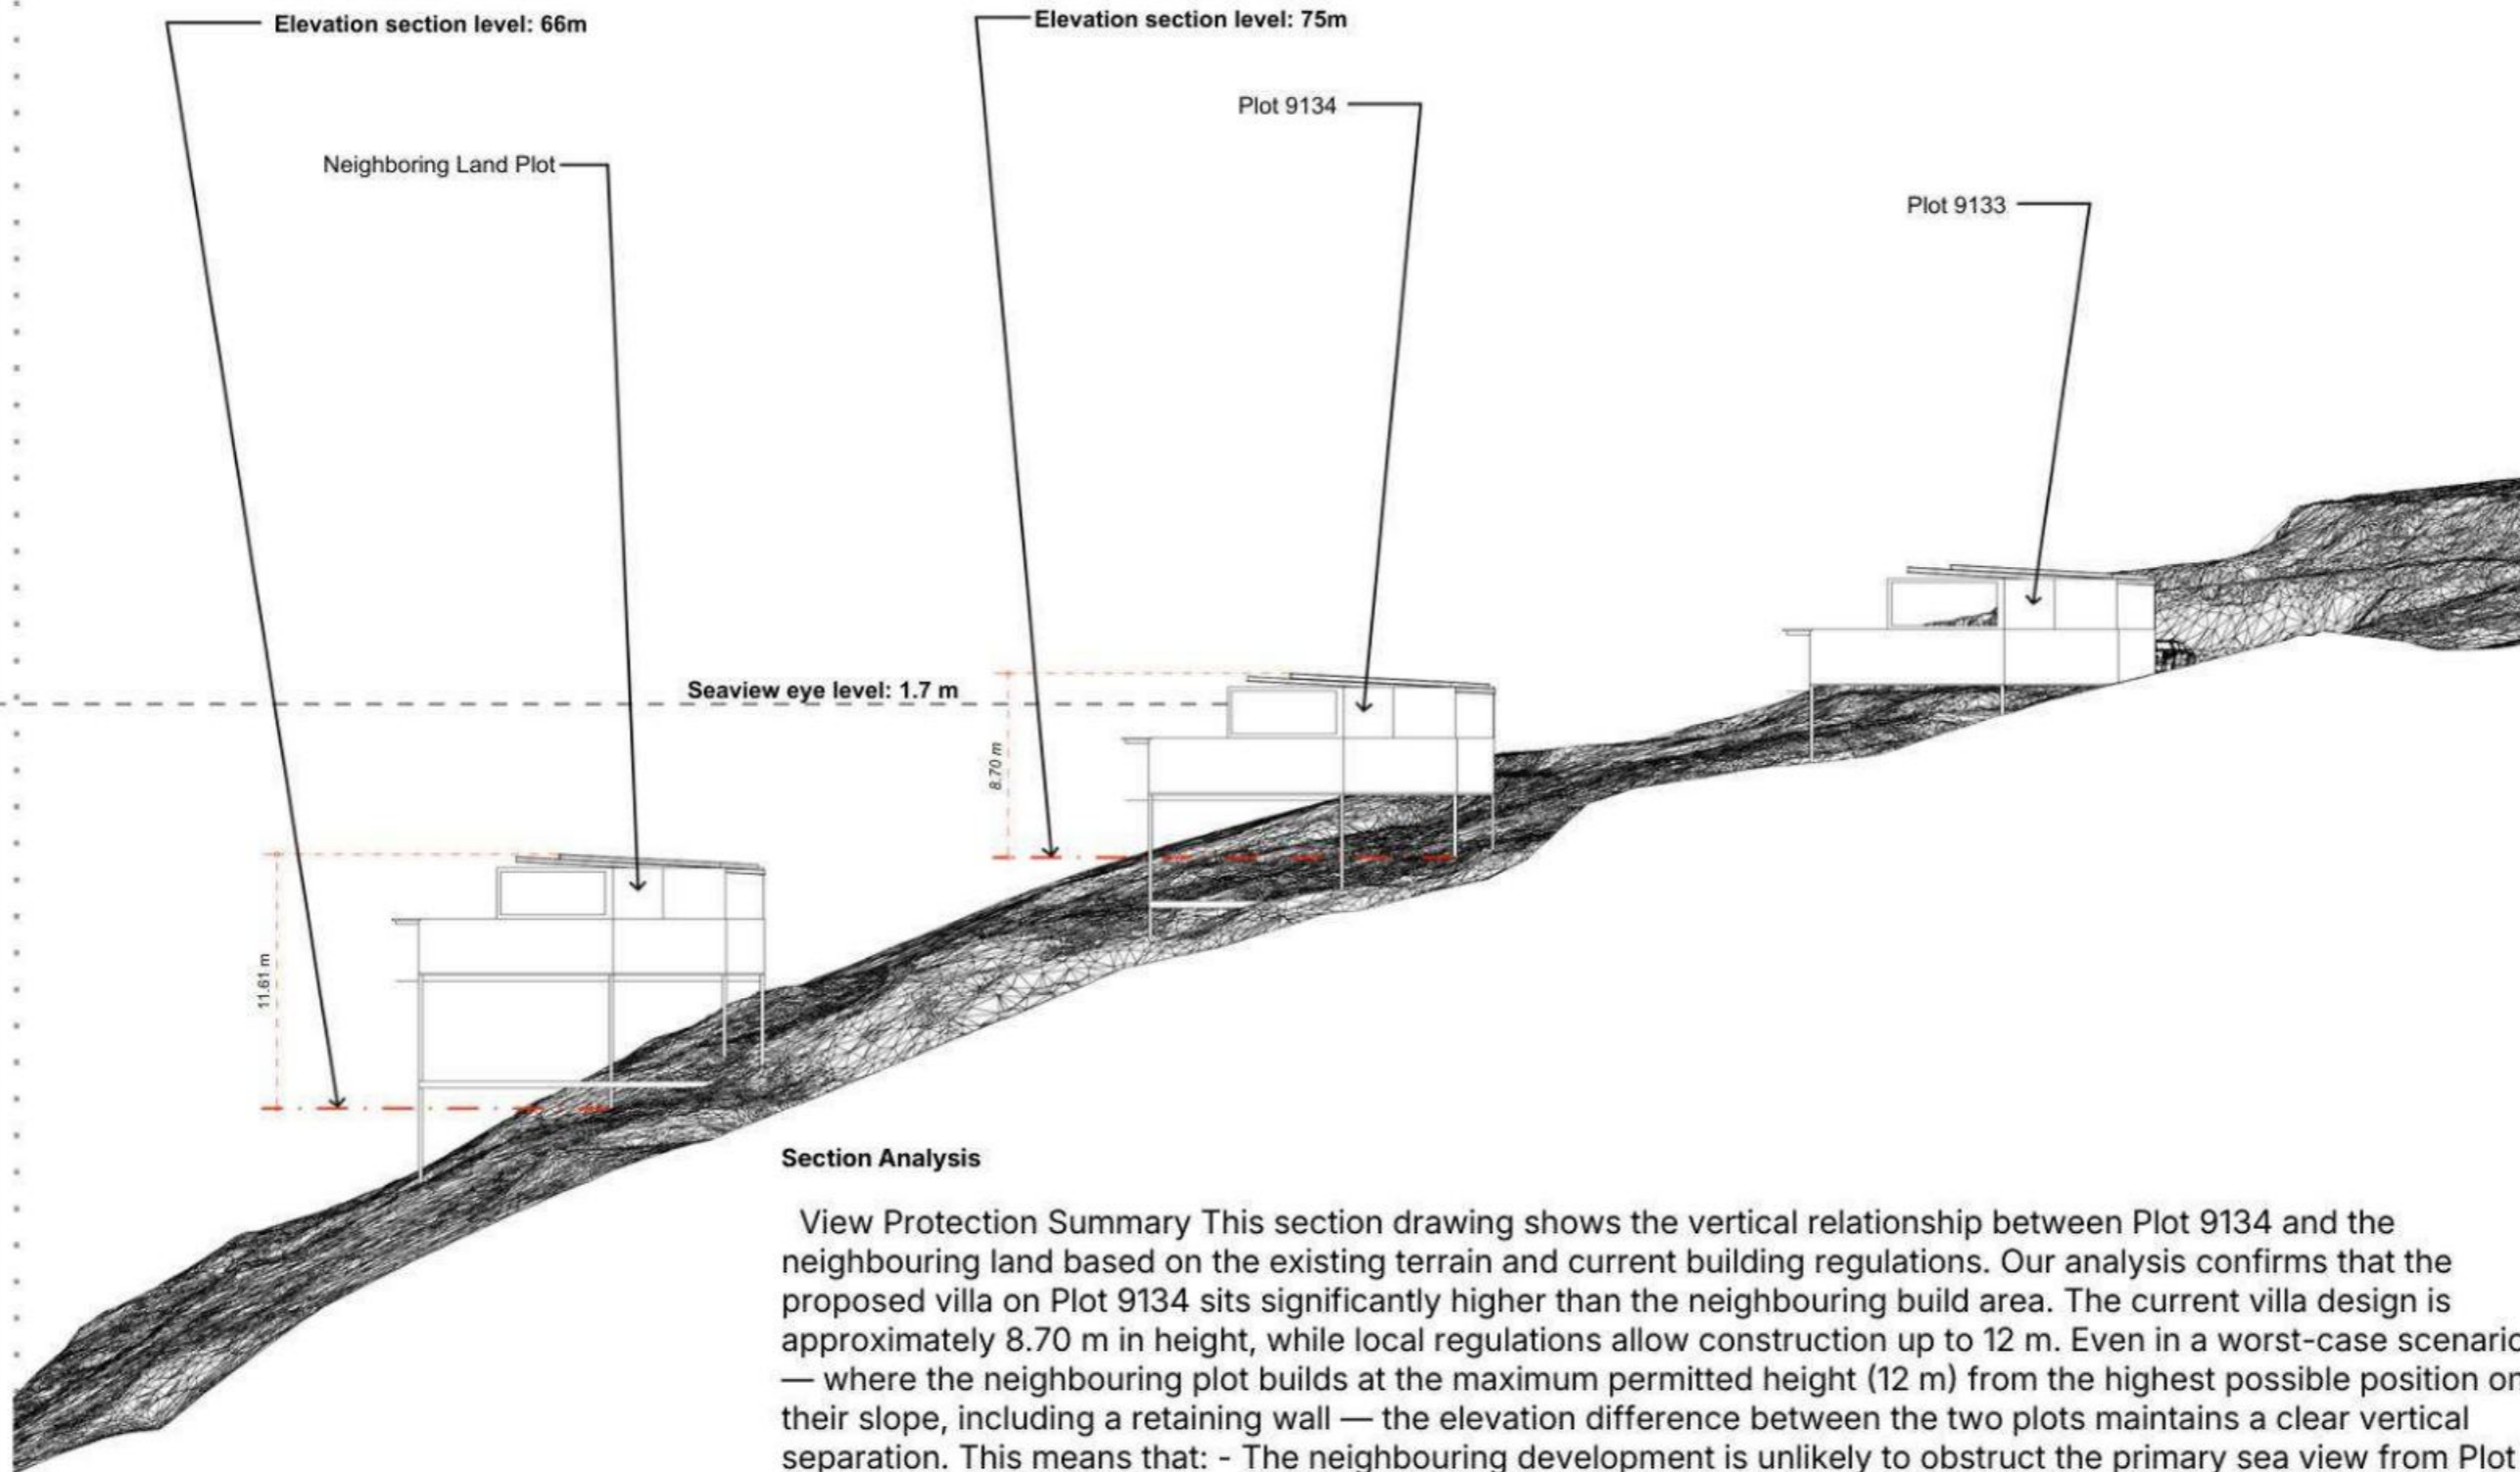 Elevation section level: 66m
Elevation section level: 75m
Plot 9134
Neighboring Land Plot
Plot 9133
Seaview eye level: 1.7 m
8.70 m
11.61 m
Section Analysis
View Protection Summary This section drawing shows the vertical relationship between Plot 9134 and the
neighbouring land based on the existing terrain and current building regulations. Our analysis confirms that the
proposed villa on Plot 9134 sits significantly higher than the neighbouring build area. The current villa design is
approximately 8.70 m in height, while local regulations allow construction up to 12 m. Even in a worst-case scenario
— where the neighbouring plot builds at the maximum permitted height (12 m) from the highest possible position on
their slope, including a retaining wall — the elevation difference between the two plots maintains a clear vertical
separation. This means that: - The neighbouring development is unlikely to obstruct the primary sea view from Plot